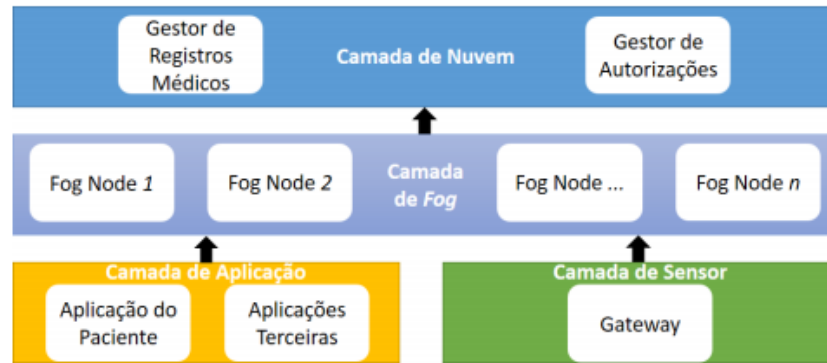 Gestor de
Registros
Médicos
Camada de Nuvem
Gestor de
Autorizações
Fog Node 1
Fog Node 2
Camada
de Fog
Fog Node ...
Fog Node n
Camada de Aplicação
Aplicação do
Paciente
Aplicações
Terceiras
Camada de Sensor
Gateway